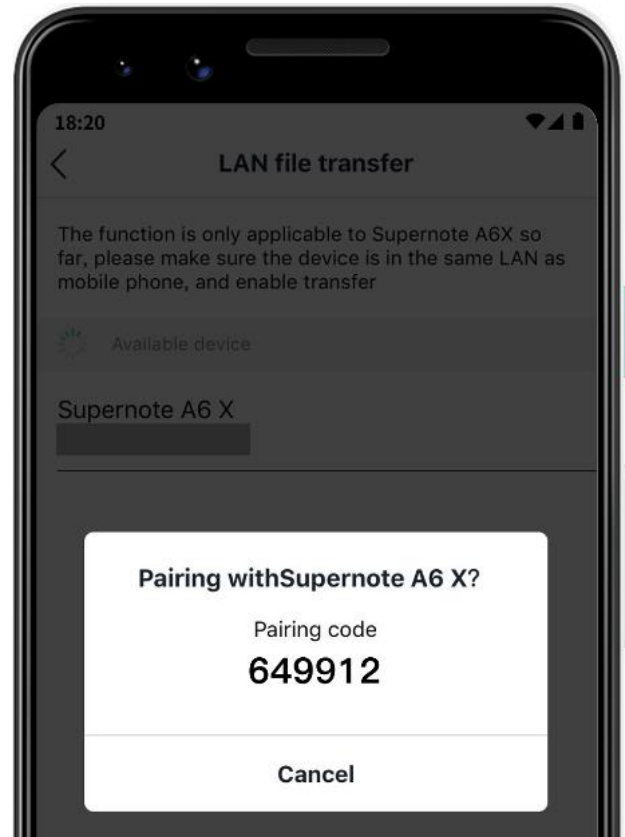 18:20
LAN file transfer
The function is only applicable to Supernote A6X so
far, please make sure the device is in the same LAN as
mobile phone, and enable transfer
Available device
Supernote A6 X
Pairing withSupernote A6 X?
Pairing code
649912
Cancel